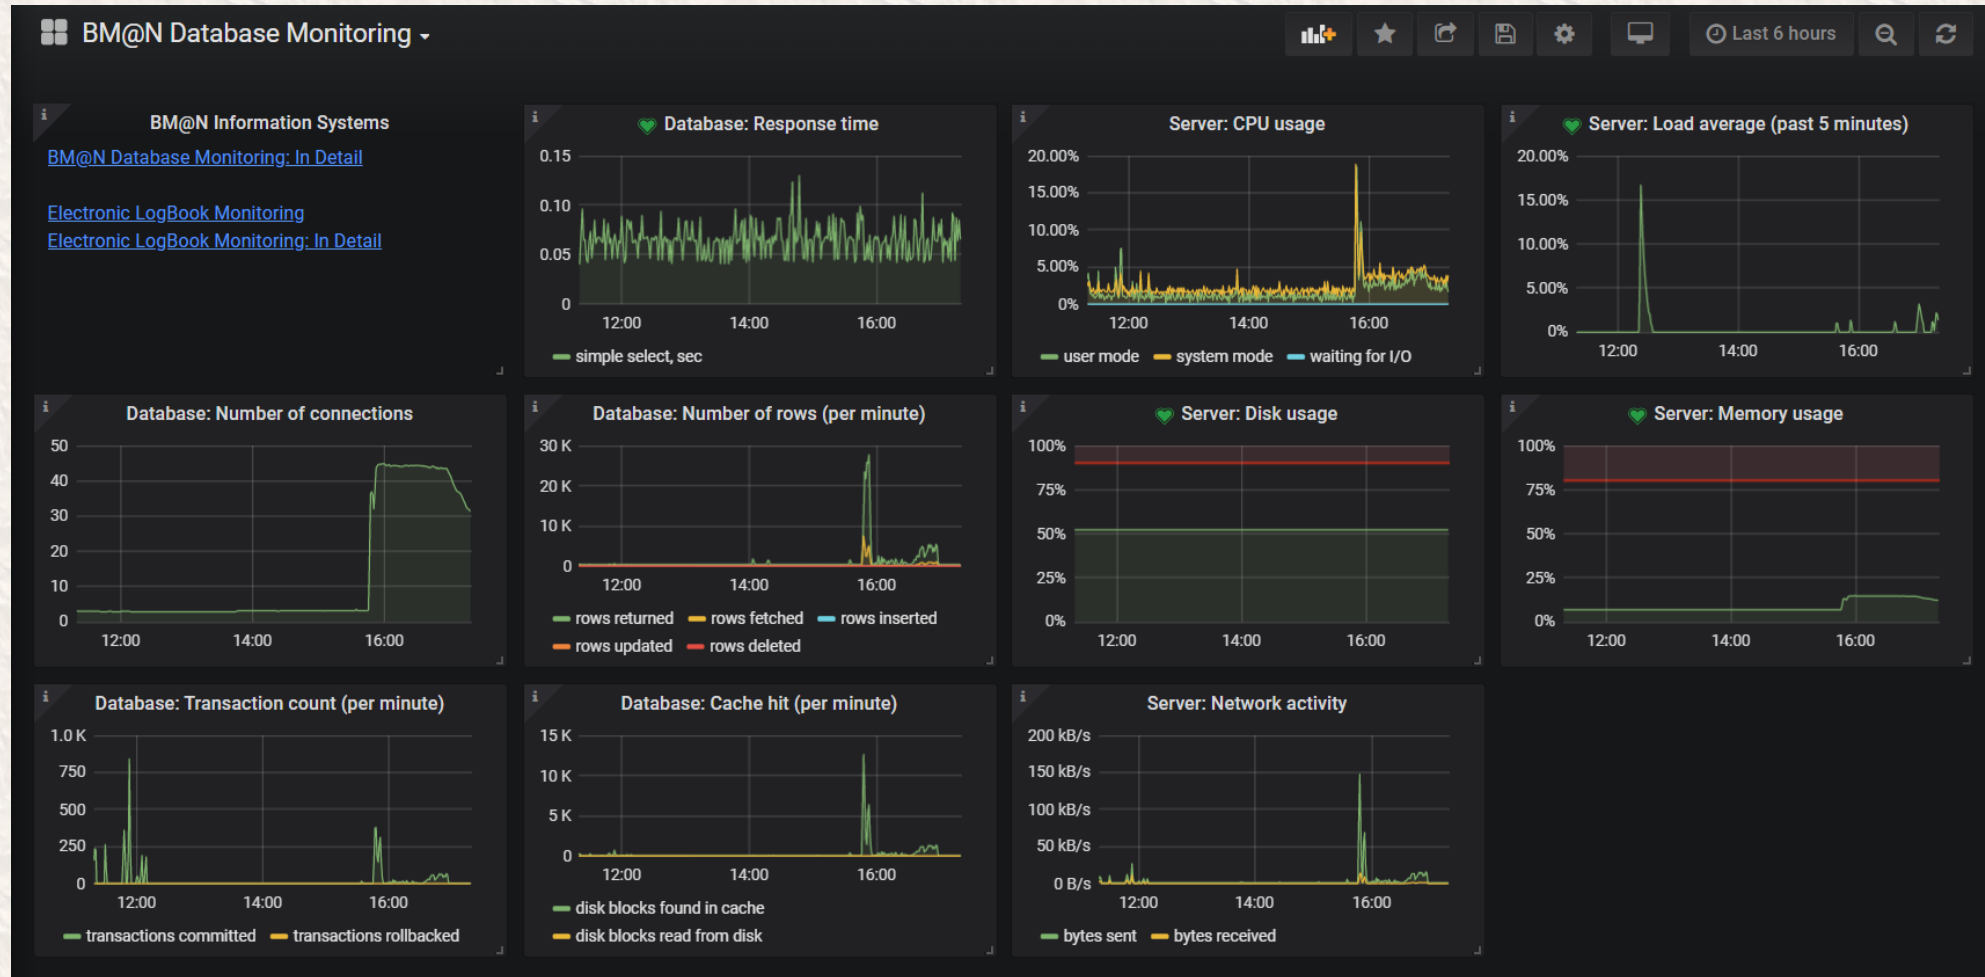 BM@N Database Monitoring
Last 6 hours
BM@N Information Systems
BM@N Database Monitoring: In Detail
Electronic LogBook Monitoring
Electronic LogBook Monitoring: In Detail
Database: Response time
0.15
0.10
0.05
0
12:00 14:00 16:00
simple select, sec
Server: CPU usage
20.00%
15.00%
10.00%
5.00%
0%
12:00 14:00 16:00
user mode system mode waiting for I/O
Server: Load average (past 5 minutes)
20.00%
15.00%
10.00%
5.00%
0%
12:00 14:00 16:00
Database: Number of connections
50
40
30
20
10
0
12:00 14:00 16:00
Database: Number of rows (per minute)
30 K
20 K
10 K
0
12:00 14:00 16:00
rows returned rows fetched rows inserted
rows updated rows deleted
Server: Disk usage
100%
75%
50%
25%
0%
12:00 14:00 16:00
Server: Memory usage
100%
75%
50%
25%
0%
12:00 14:00 16:00
Database: Transaction count (per minute)
1.0 K
750
500
250
0
12:00 14:00 16:00
transactions committed transactions rollbacked
Database: Cache hit (per minute)
15 K
10 K
5 K
0
12:00 14:00 16:00
disk blocks found in cache
disk blocks read from disk
Server: Network activity
200 kB/s
150 kB/s
100 kB/s
50 kB/s
0 B/s
12:00 14:00 16:00
bytes sent bytes received